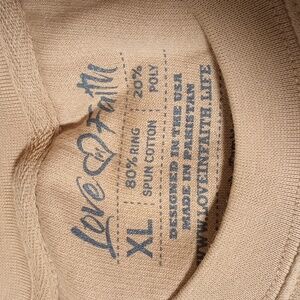 Love in Faith
XL
80% RING
SPUN COTTON
20%
POLY
DESIGNED IN THE USA
MADE IN PAKISTAN
WWW.LOVEINFAITH.LIFE